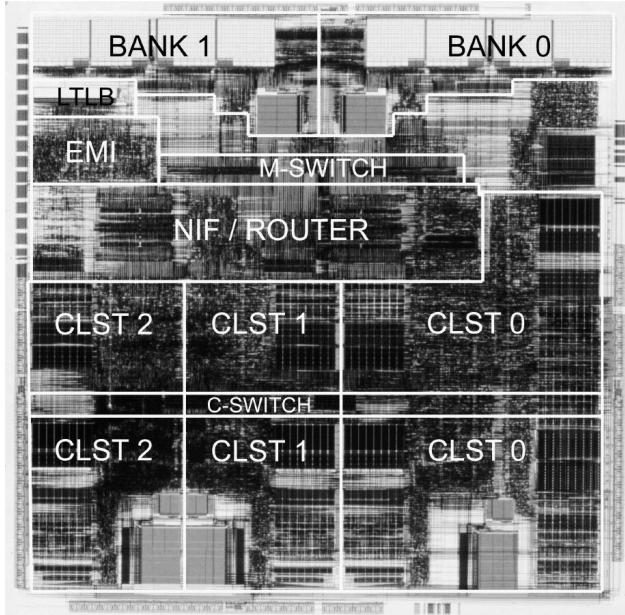 BANK 1
BANK 0
LTLB
EMI
M-SWITCH
NIF / ROUTER
CLST 2
CLST 1
CLST 0
C-SWITCH
CLST 2
CLST 1
CLST 0